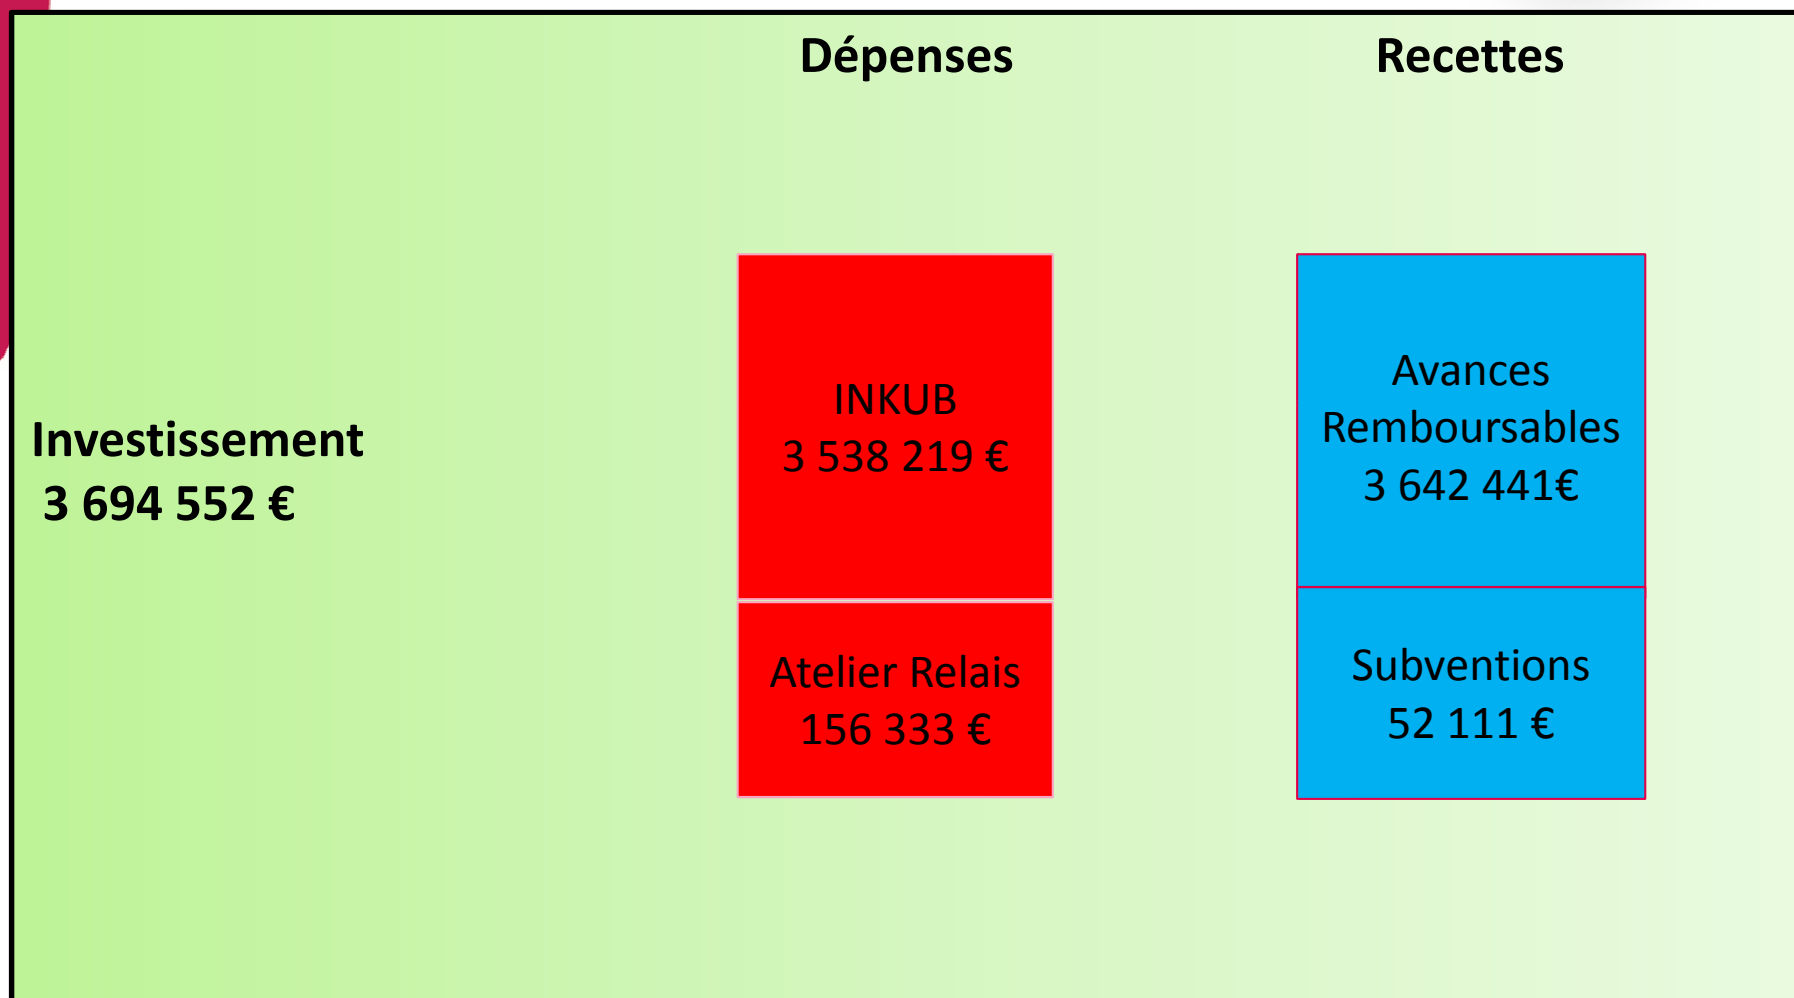 Dépenses
Recettes
Investissement
3 694 552 €
INKUB
3 538 219 €
Atelier Relais
156 333 €
Avances
Remboursables
3 642 441€
Subventions
52 111 €